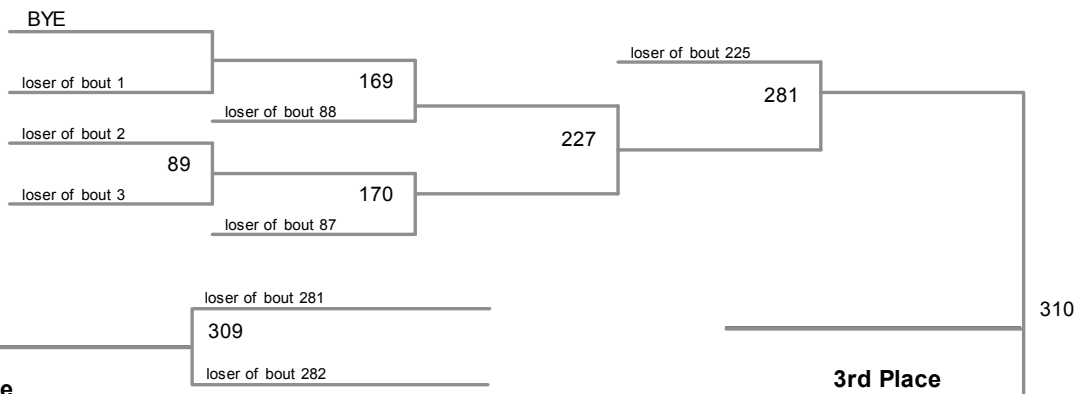 BYE
loser of bout 225
loser of bout 1
169
281
loser of bout 88
loser of bout 2
227
89
loser of bout 3
170
loser of bout 87
loser of bout 281
310
309
loser of bout 282
3rd Place
e